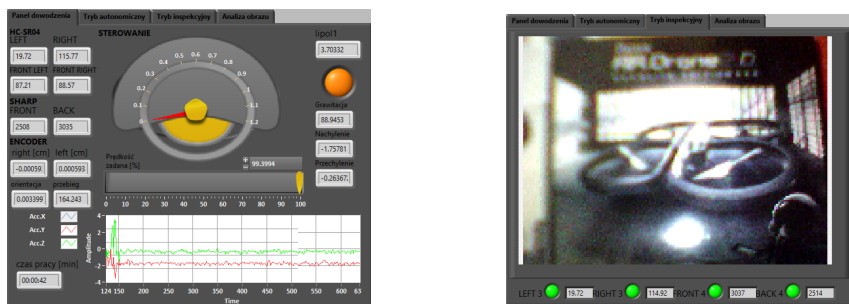 Panel dowodzenia Tryb autonomiczny Tryb inspekcyjny Analiza obrazu
HC-SR04
LEFT RIGHT
19.72 115.77
FRONT LEFT FRONT RIGHT
87.21 88.57
SHARP
FRONT BACK
2508 3035
ENCODER
right [cm] left [cm]
-0.00059 0.000593
orientacja przebieg
0.003399 164.243
STEROWANIE
0 0.1 0.2 0.3 0.4 0.5 0.6 0.7 0.8 0.9 1 1.1 1.2
Prędkość
zadana [%]
99.3994
0 10 20 30 40 50 60 70 80 90 100
lipol1
3.70332
Grawitacja
88.9453
Nachylenie
-1.75781
Przechylenie
-0.26367
Acc.X
Acc.Y
Acc.Z
czas pracy [min]
00:00:42
Amplitude
4
2
0
-2
-4
124 150 200 250 300 350 400 450 500 550 600 63
Time
Panel dowodzenia Tryb autonomiczny Tryb inspekcyjny Analiza obrazu
AR.Drone
LEFT 3 19.72 RIGHT 3 114.92 FRONT 4 3037 BACK 4 2514